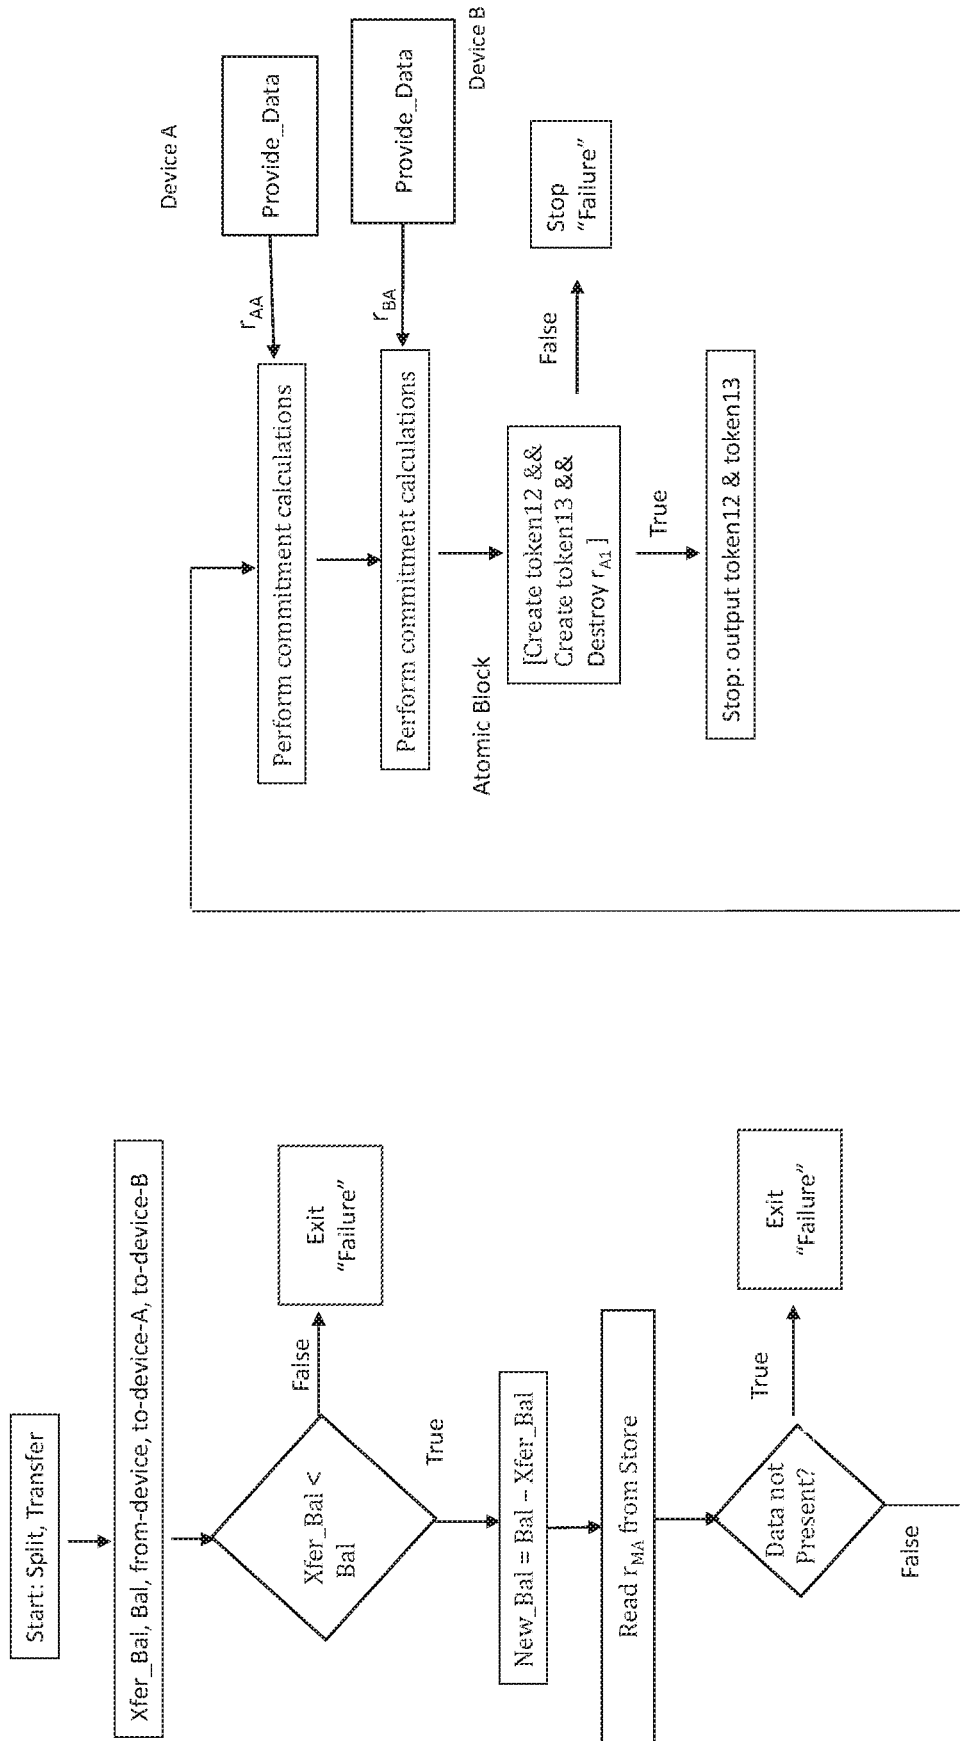 Start: Split, Transfer
Xfer_Bal, Bal, from-device, to-device-A, to-device-B
Xfer_Bal <
Bal
False
Exit
“Failure”
True
New_Bal = Bal – Xfer_Bal
Read rMA from Store
Data not
Present?
True
Exit
“Failure”
False
Device A
Provide_Data
rAA
Perform commitment calculations
Provide_Data
Device B
rBA
Perform commitment calculations
Atomic Block
[Create token12 &&
Create token13 &&
Destroy rA1 ]
False
Stop
“Failure”
True
Stop: output token12 & token13